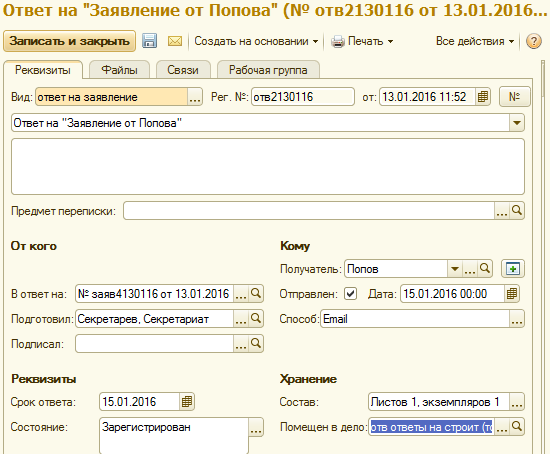 Ответ на "Заявление от Попова" (№ отв2130116 от 13.01.2016...
Записать и закрыть Создать на основании Печать Все действия ?
Реквизиты Файлы Связи Рабочая группа
Вид: ответ на заявление ... Рег. №: отв2130116 от: 13.01.2016 11:52 №
Ответ на "Заявление от Попова"
Предмет переписки: ...
От кого Кому
Получатель: Попов ...
В ответ на: № заяв4130116 от 13.01.2016 ... Отправлен: Дата: 15.01.2016 00:00
Подготовил: Секретарев, Секретариат ... Способ: Email ...
Подписал: ...
Реквизиты Хранение
Срок ответа: 15.01.2016 Состав: Листов 1, экземпляров 1 ...
Состояние: Зарегистрирован Помещен в дело: отв ответы на строит (то ...